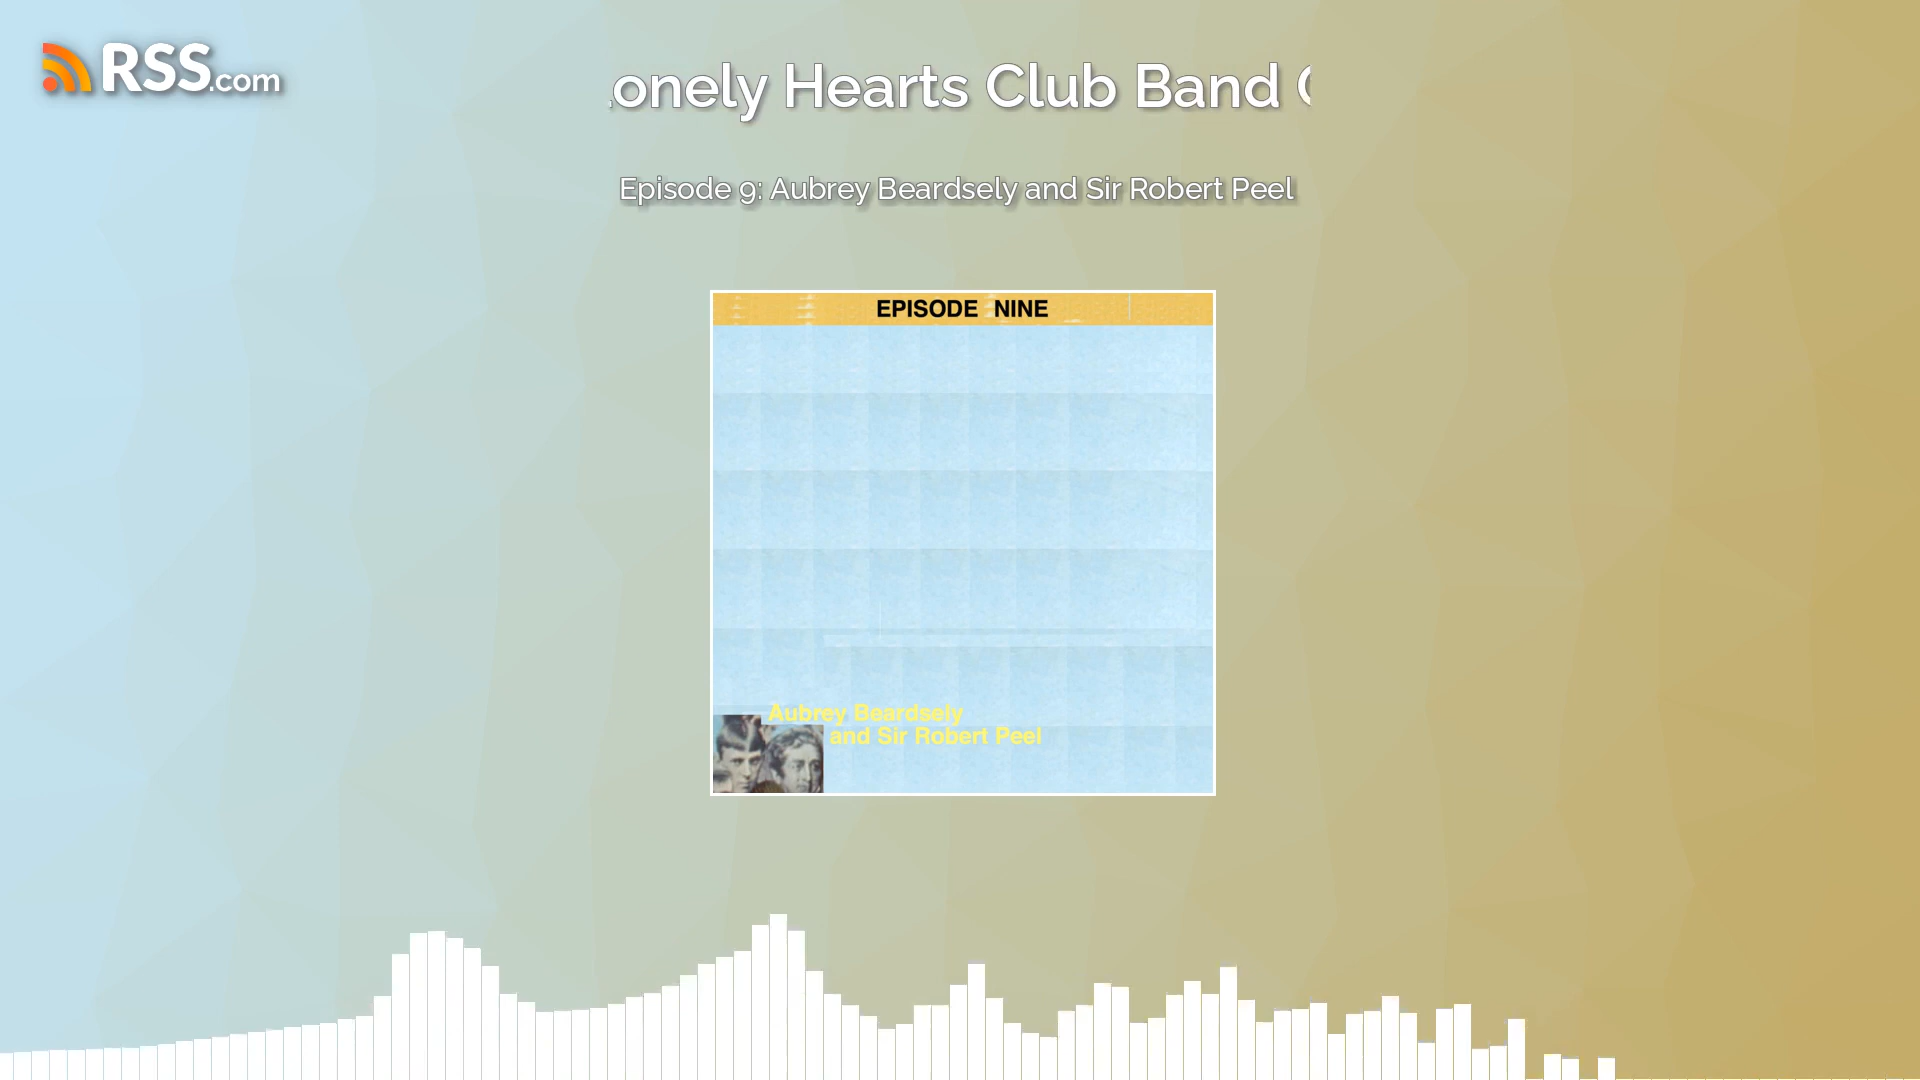 RSS.com
onely Hearts Club Band
Episode 9: Aubrey Beardsely and Sir Robert Peel
EPISODE NINE
Aubrey Beardsely
and Sir Robert Peel